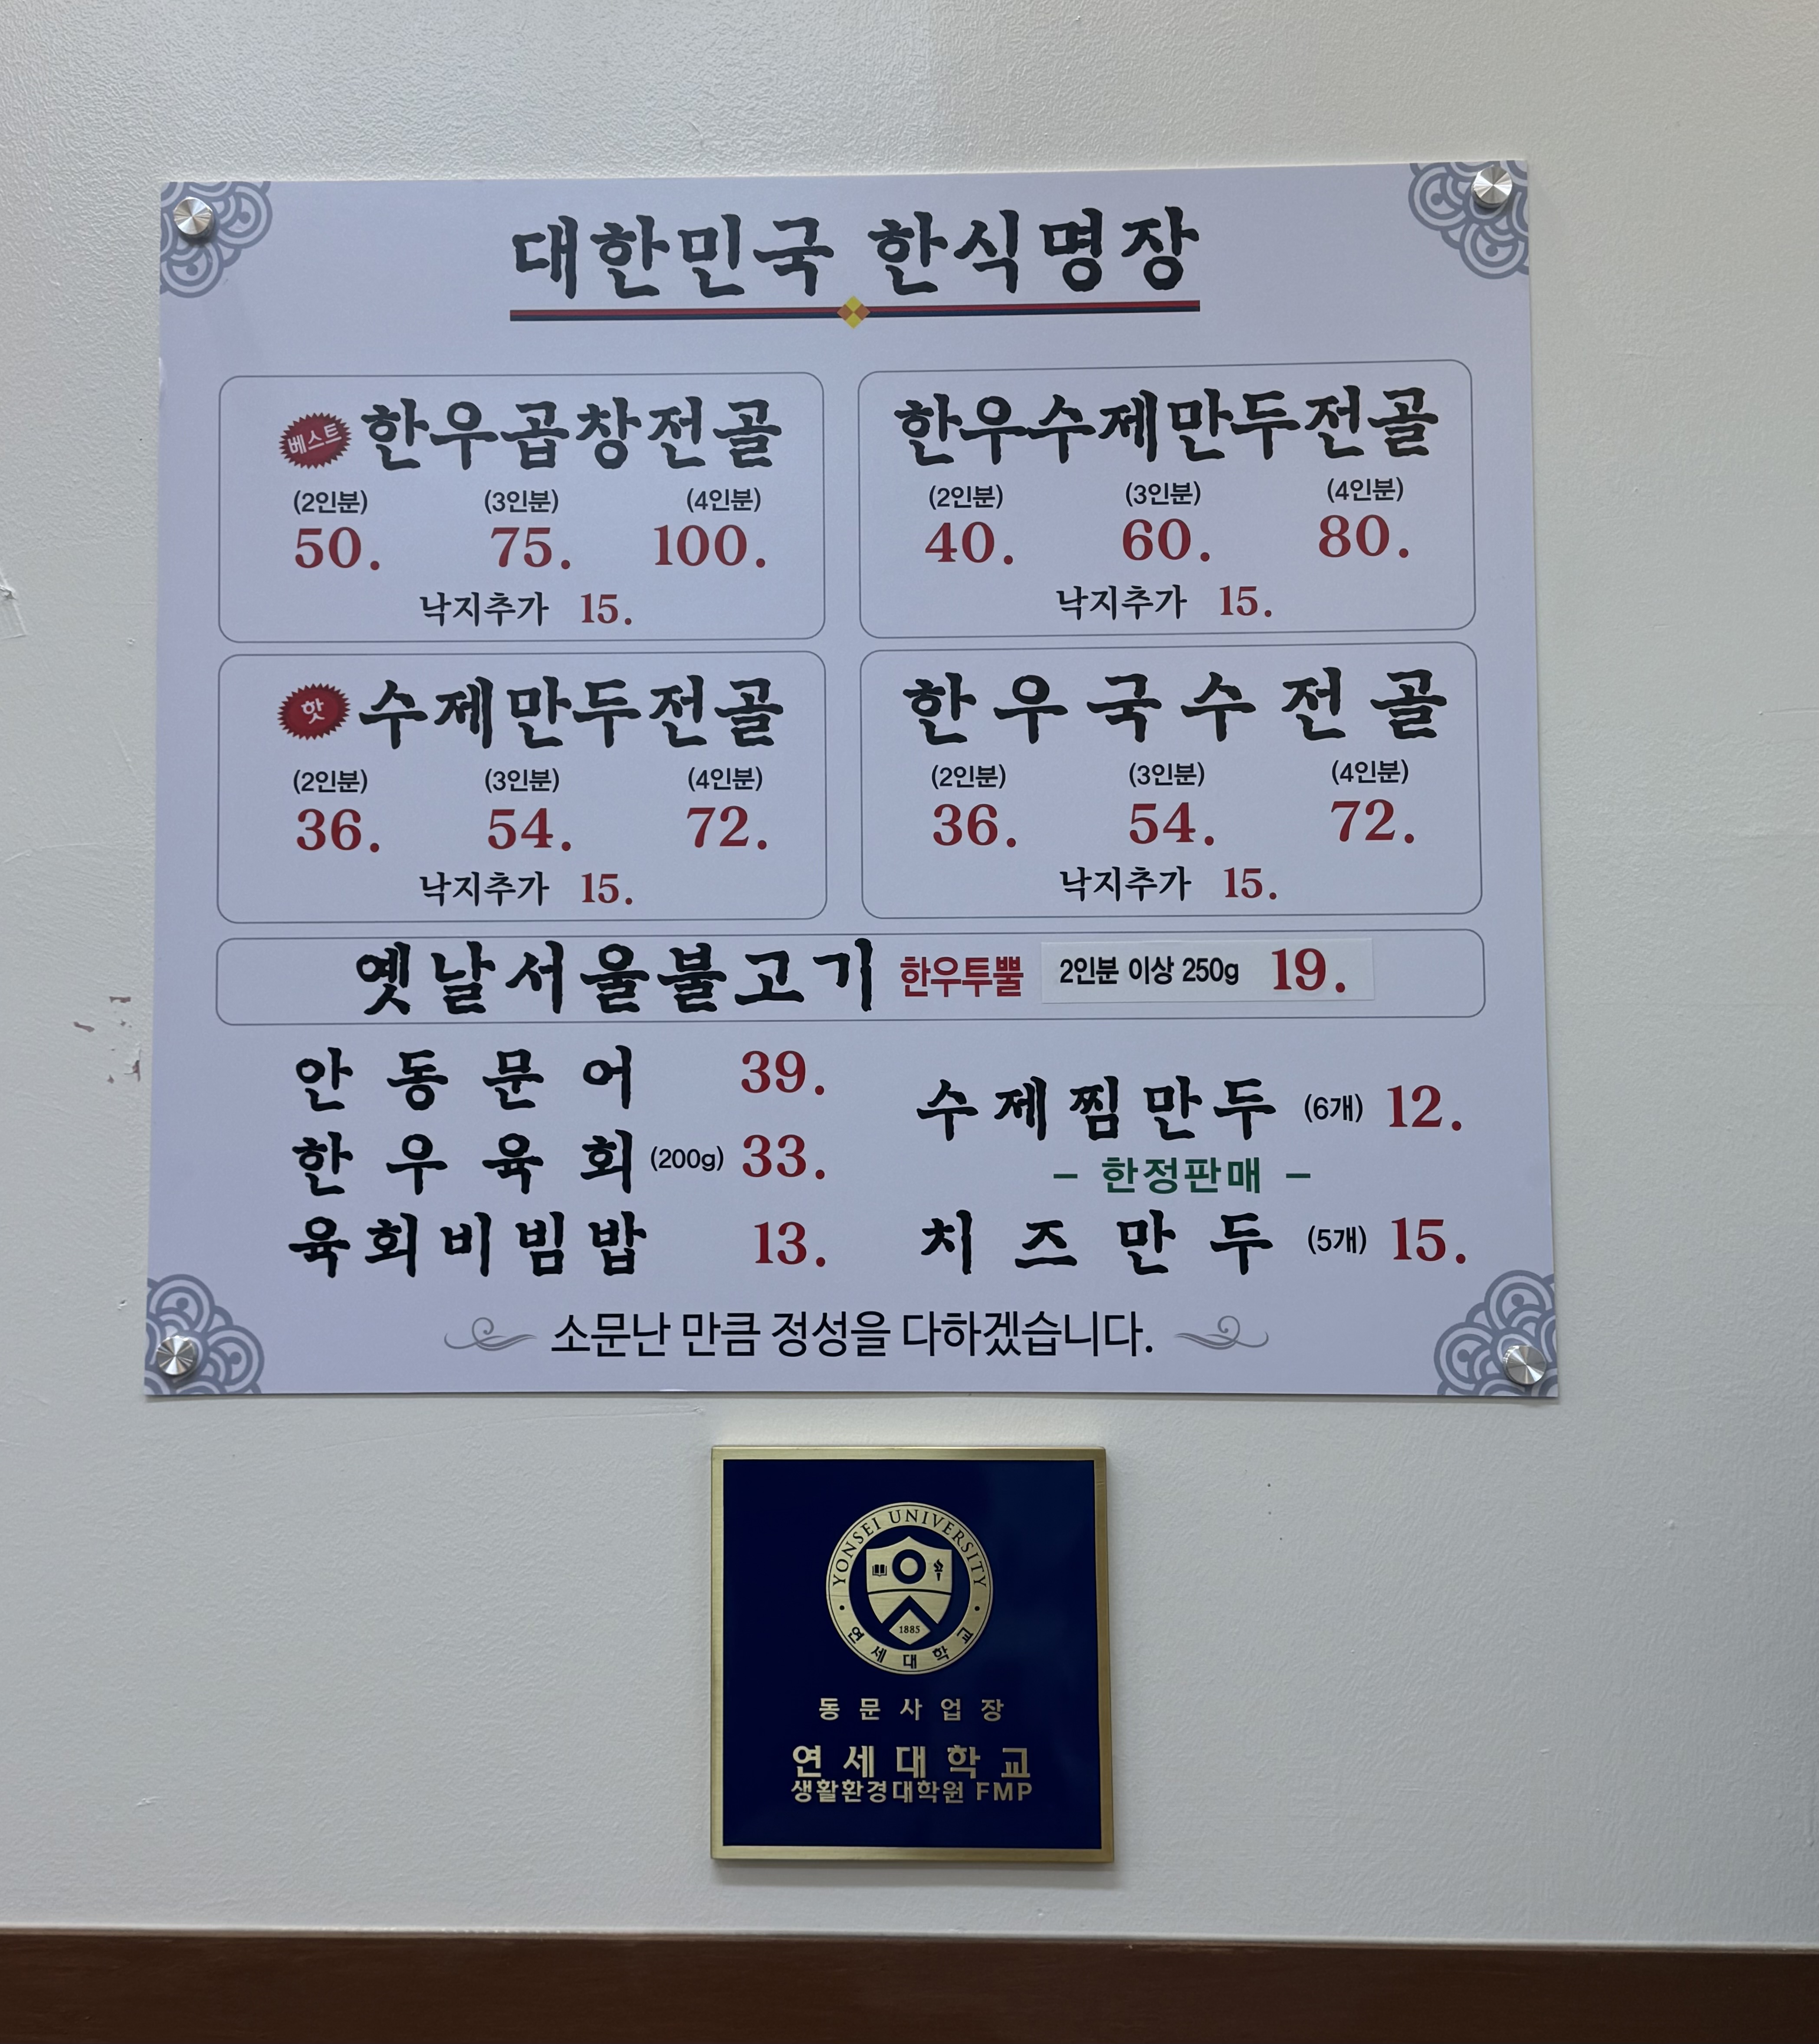 대한민국 한식명장
베스트 한우곱창전골
(2인분) (3인분) (4인분)
50. 75. 100.
낙지추가 15.
한우수제만두전골
(2인분) (3인분) (4인분)
40. 60. 80.
낙지추가 15.
핫 수제만두전골
(2인분) (3인분) (4인분)
36. 54. 72.
낙지추가 15.
한우국수전골
(2인분) (3인분) (4인분)
36. 54. 72.
낙지추가 15.
옛날서울불고기 한우투뿔 2인분 이상 250g 19.
안동문어 39.
한우육회 (200g) 33.
육회비빔밥 13.
수제찜만두 (6개) 12.
- 한정판매 -
치즈만두 (5개) 15.
소문난 만큼 정성을 다하겠습니다.
YONSEI UNIVERSITY
1885
연세대학교
동문사업장
연세대학교
생활환경대학원 FMP